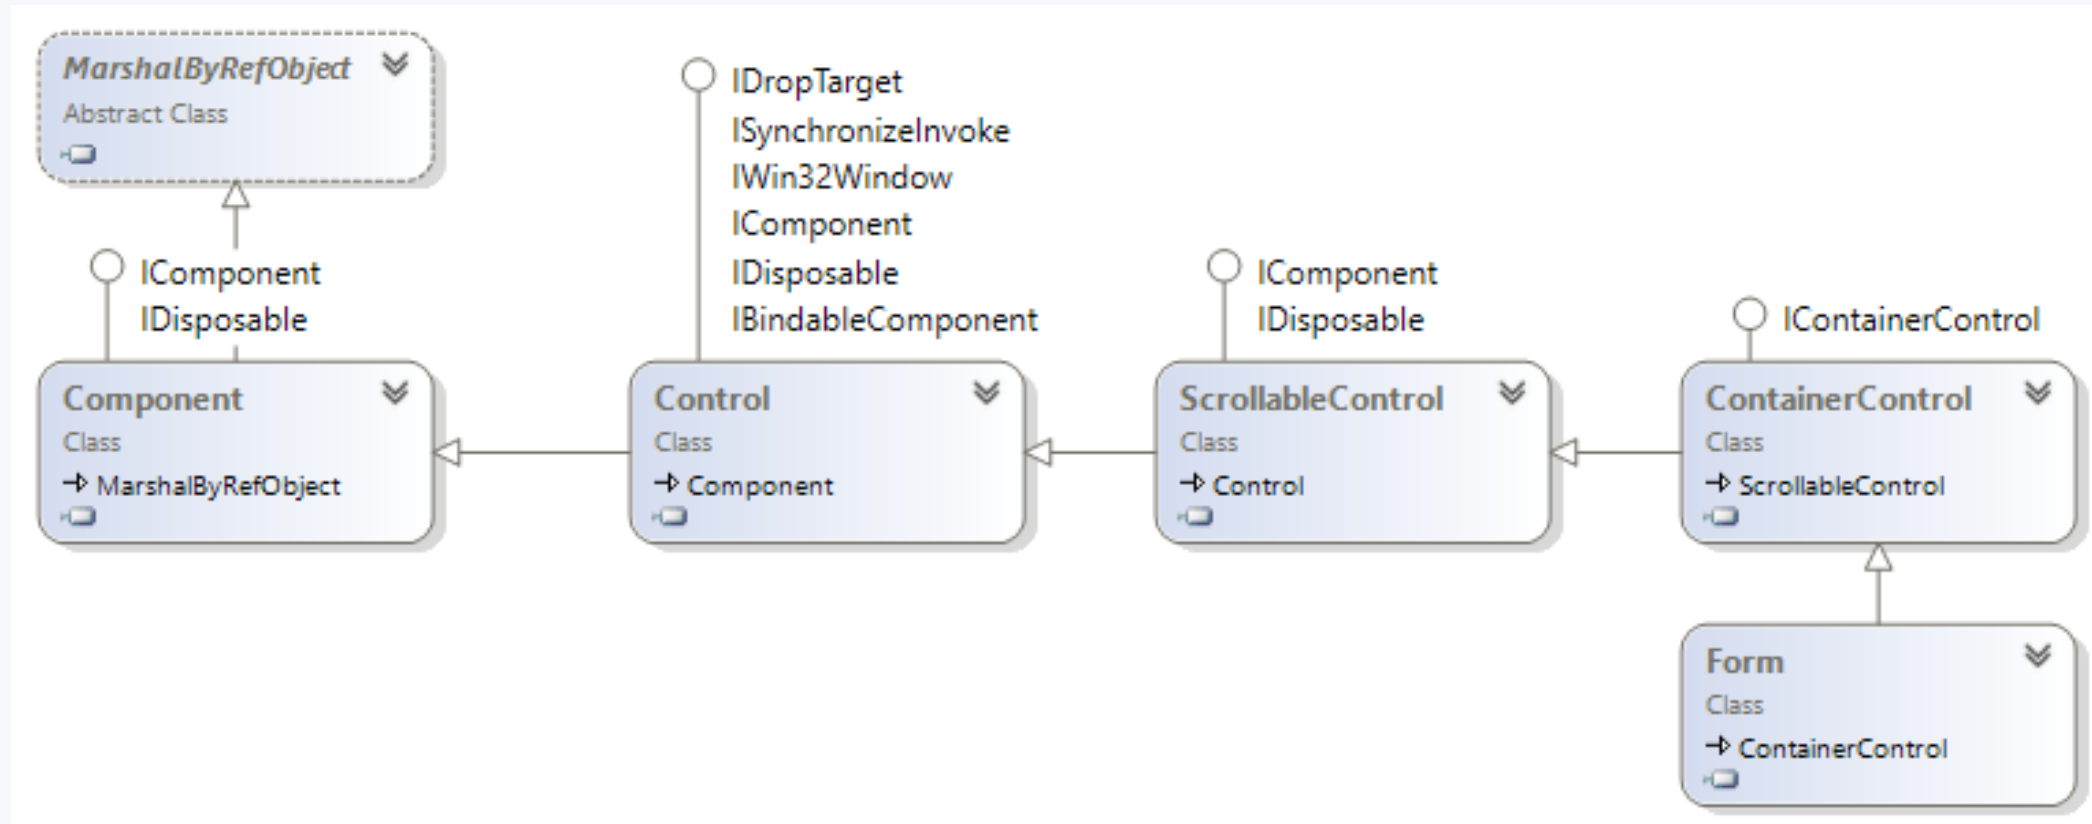 MarshalByRefObject
Abstract Class
IComponent
IDisposable
Component
Class
MarshalByRefObject
IDropTarget
ISynchronizeInvoke
IWin32Window
IComponent
IDisposable
IBindableComponent
Control
Class
Component
IComponent
IDisposable
ScrollableControl
Class
Control
IContainerControl
ContainerControl
Class
ScrollableControl
Form
Class
ContainerControl